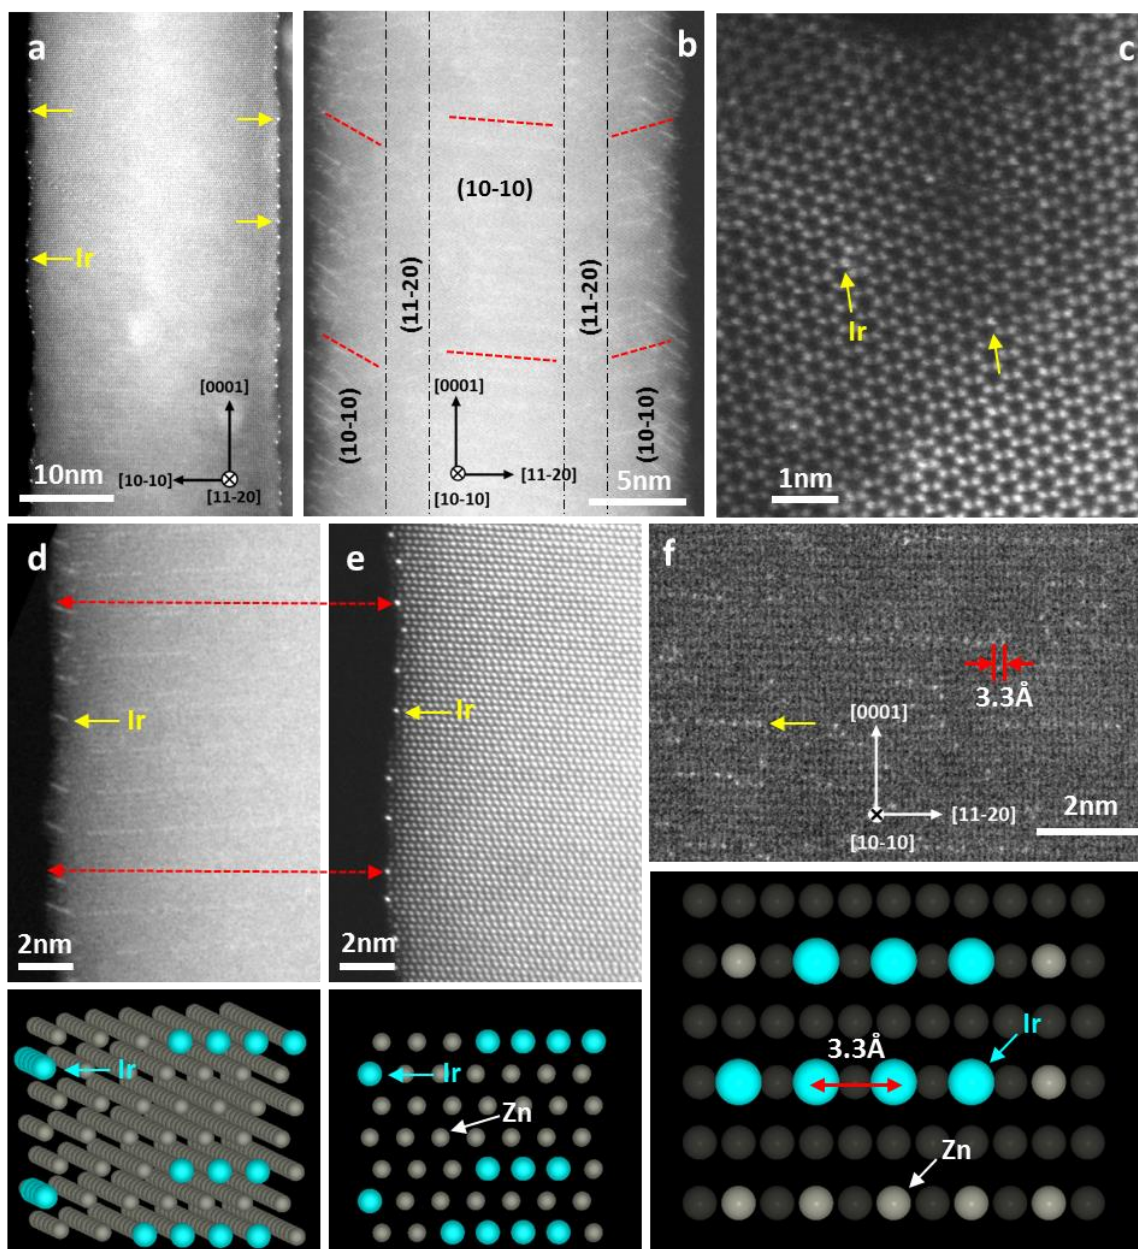 a
Ir
[0001]
[10-10]
[11-20]
10nm
b
(10-10)
(11-20)
(11-20)
(10-10)
(10-10)
[0001]
[11-20]
[10-10]
5nm
c
Ir
1nm
d
Ir
2nm
e
Ir
2nm
f
3.3Å
[0001]
[11-20]
[10-10]
2nm
Ir
Ir
Zn
Ir
3.3Å
Zn